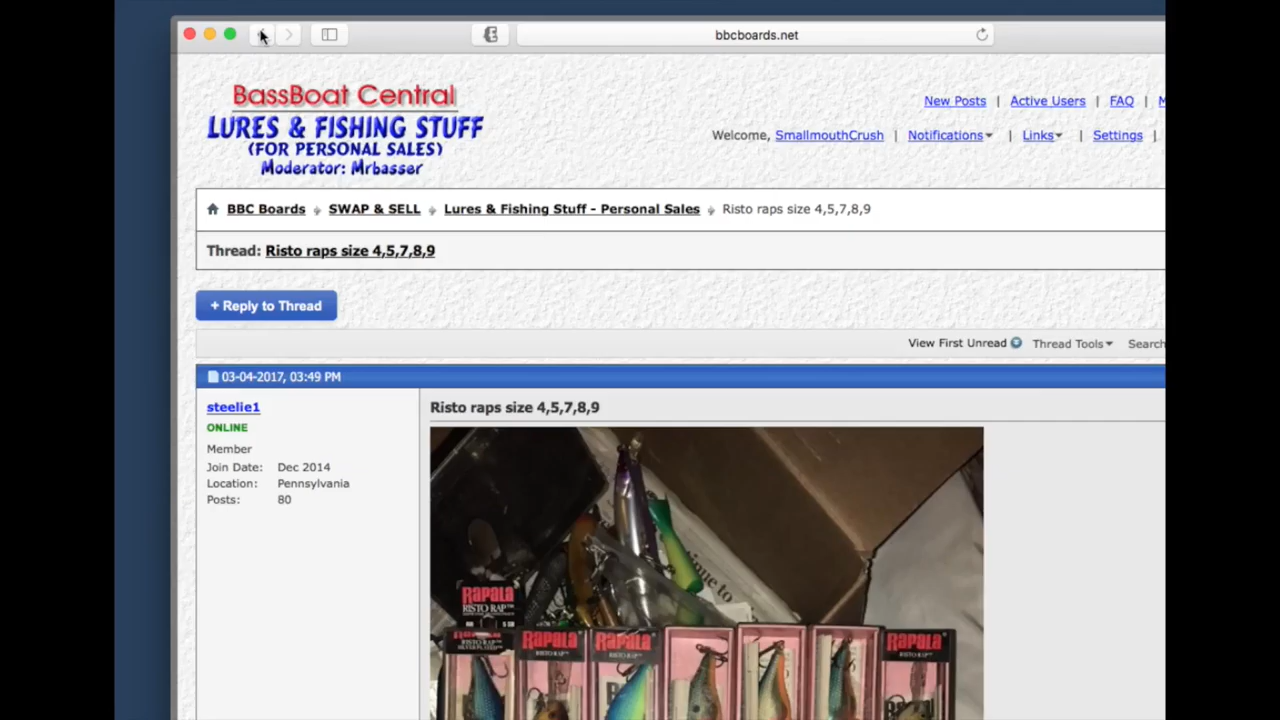 bbcboards.net
BassBoat Central
LURES & FISHING STUFF
(FOR PERSONAL SALES)
Moderator: Mrbasser
New Posts | Active Users | FAQ | M
Welcome, SmallmouthCrush | Notifications | Links | Settings |
BBC Boards SWAP & SELL Lures & Fishing Stuff - Personal Sales Risto raps size 4,5,7,8,9
Thread: Risto raps size 4,5,7,8,9
+ Reply to Thread
View First Unread Thread Tools Search
03-04-2017, 03:49 PM
steelie1
ONLINE
Member
Join Date: Dec 2014
Location: Pennsylvania
Posts: 80
Risto raps size 4,5,7,8,9
tinue to
RAPALA
RISTO RAP
RAPALA RAPALA RAPALA
RISTO RAP